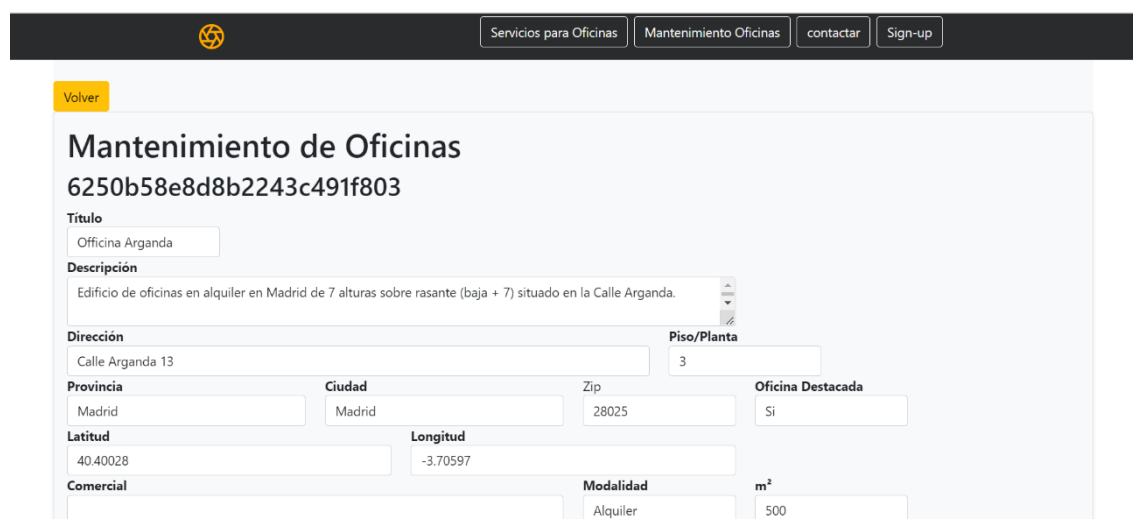 Servicios para Oficinas Mantenimiento Oficinas contactar Sign-up
Volver
Mantenimiento de Oficinas
6250b58e8d8b2243c491f803
Título
Officina Arganda
Descripción
Edificio de oficinas en alquiler en Madrid de 7 alturas sobre rasante (baja + 7) situado en la Calle Arganda.
Dirección Piso/Planta
Calle Arganda 13 3
Provincia Ciudad Zip Oficina Destacada
Madrid Madrid 28025 Si
Latitud Longitud
40.40028 -3.70597
Comercial Modalidad m²
Alquiler 500